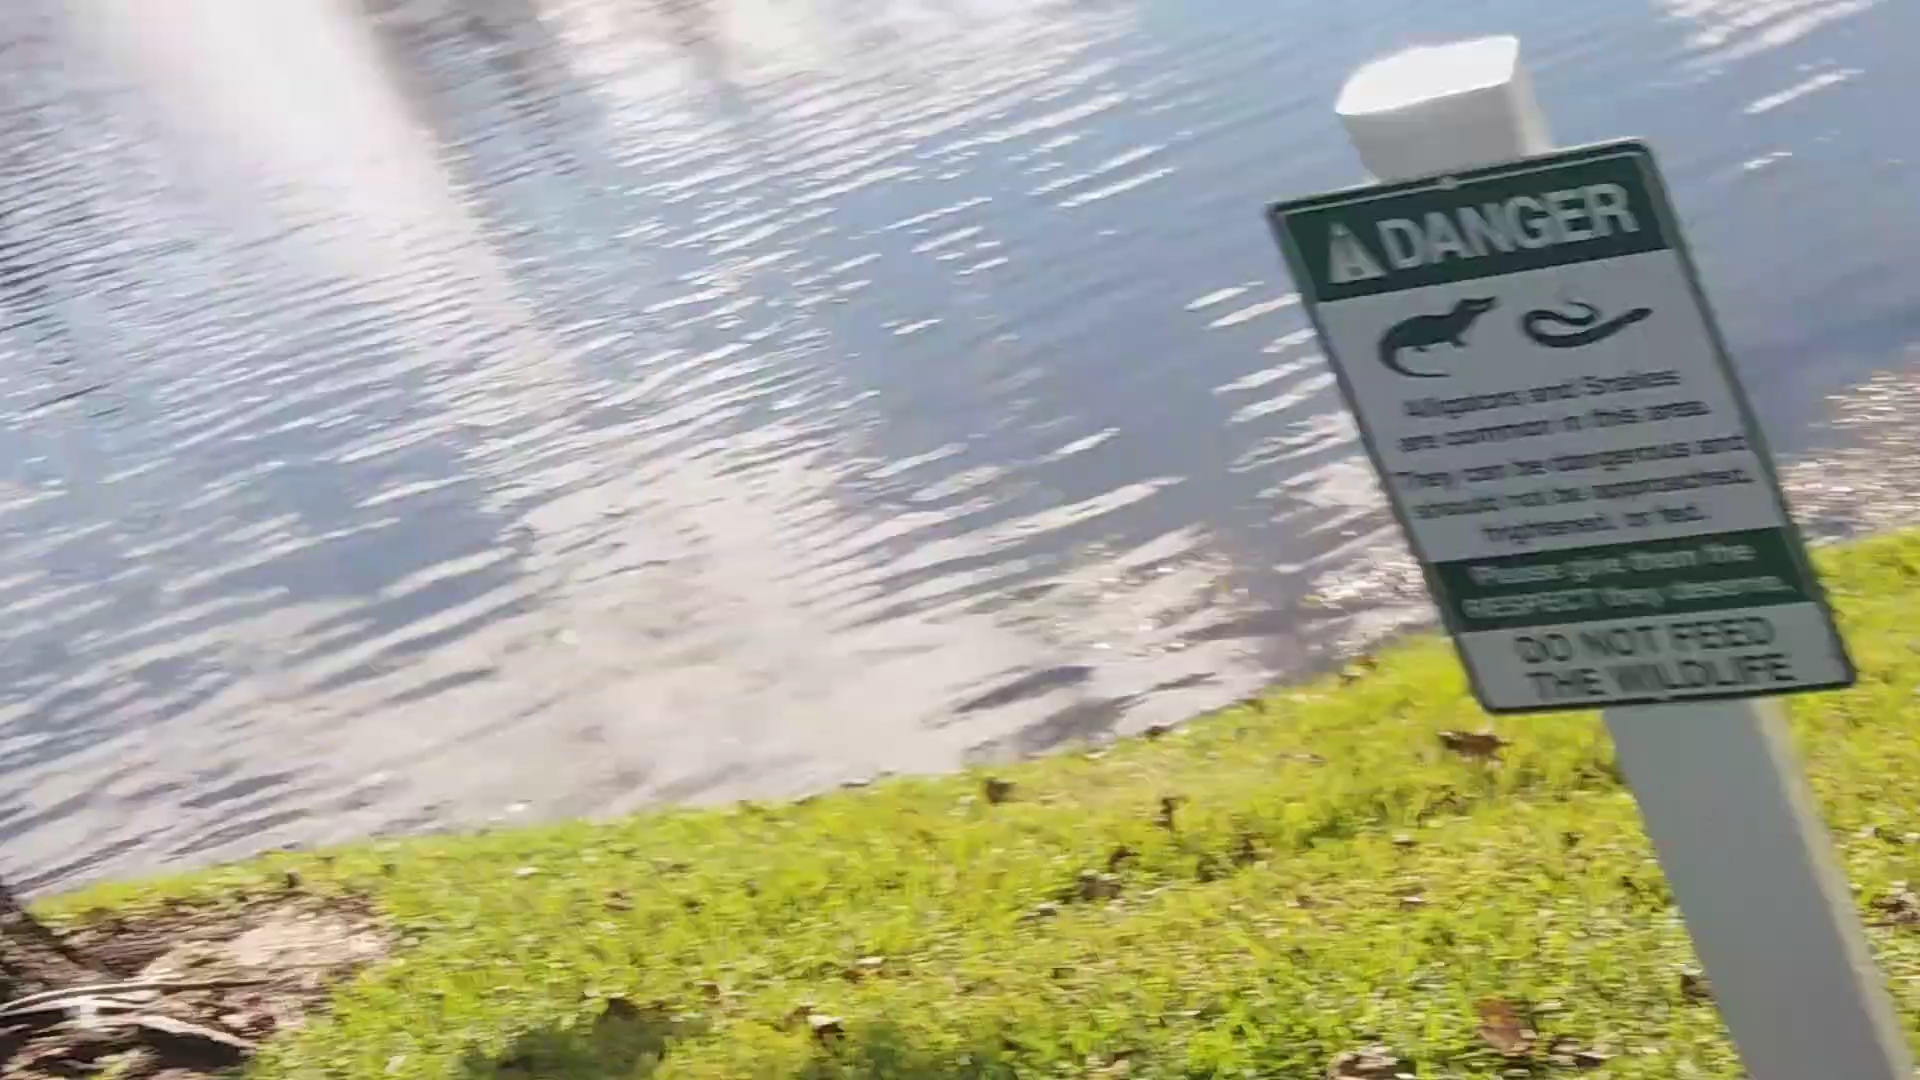 DANGER
Alligators and Snakes
are common in this area.
They can be dangerous and
should not be approached,
frightened, or fed.
Please give them the
RESPECT they deserve.
DO NOT FEED
THE WILDLIFE